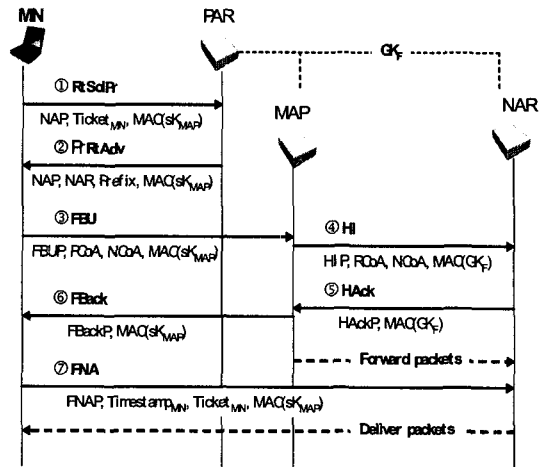 MN
PAR
GK_F
MAP
NAR
① RtSolPr
NAP, Ticket_MN, MAC(sK_MAP)
② PrRtAdv
NAP, NAR, Prefix, MAC(sK_MAP)
③ FBU
FBUP, PCoA, NCoA, MAC(sK_MAP)
④ HI
HIP, PCoA, NCoA, MAC(GK_F)
⑥ FBack
FBackP, MAC(sK_MAP)
⑤ HAck
HAckP, MAC(GK_F)
Forward packets
⑦ FNA
FNAP, Timestamp_MN, Ticket_MN, MAC(sK_MAP)
Deliver packets